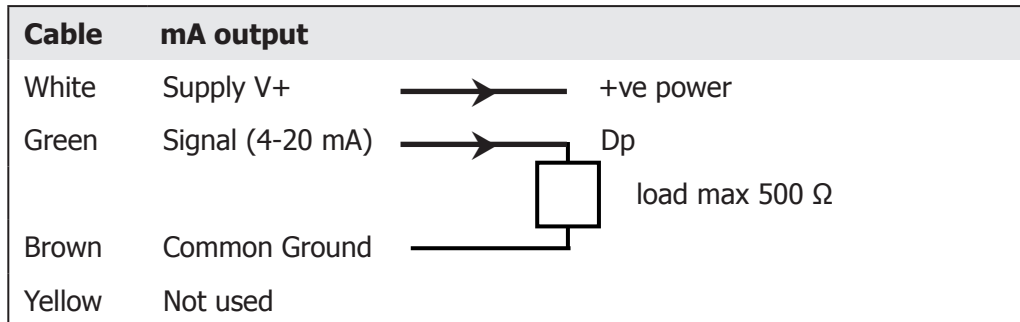 Cable mA output
White Supply V+ +ve power
Green Signal (4-20 mA) Dp
load max 500 Ω
Brown Common Ground
Yellow Not used